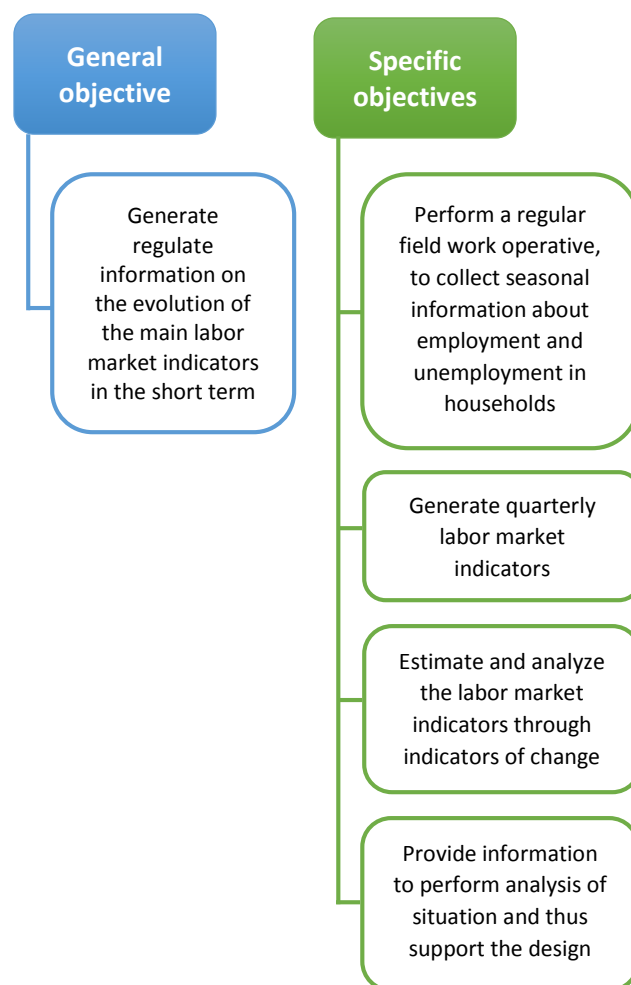 General
objective
Generate
regulate
information on
the evolution of
the main labor
market indicators
in the short term
Specific
objectives
Perform a regular
field work operative,
to collect seasonal
information about
employment and
unemployment in
households
Generate quarterly
labor market
indicators
Estimate and analyze
the labor market
indicators through
indicators of change
Provide information
to perform analysis of
situation and thus
support the design